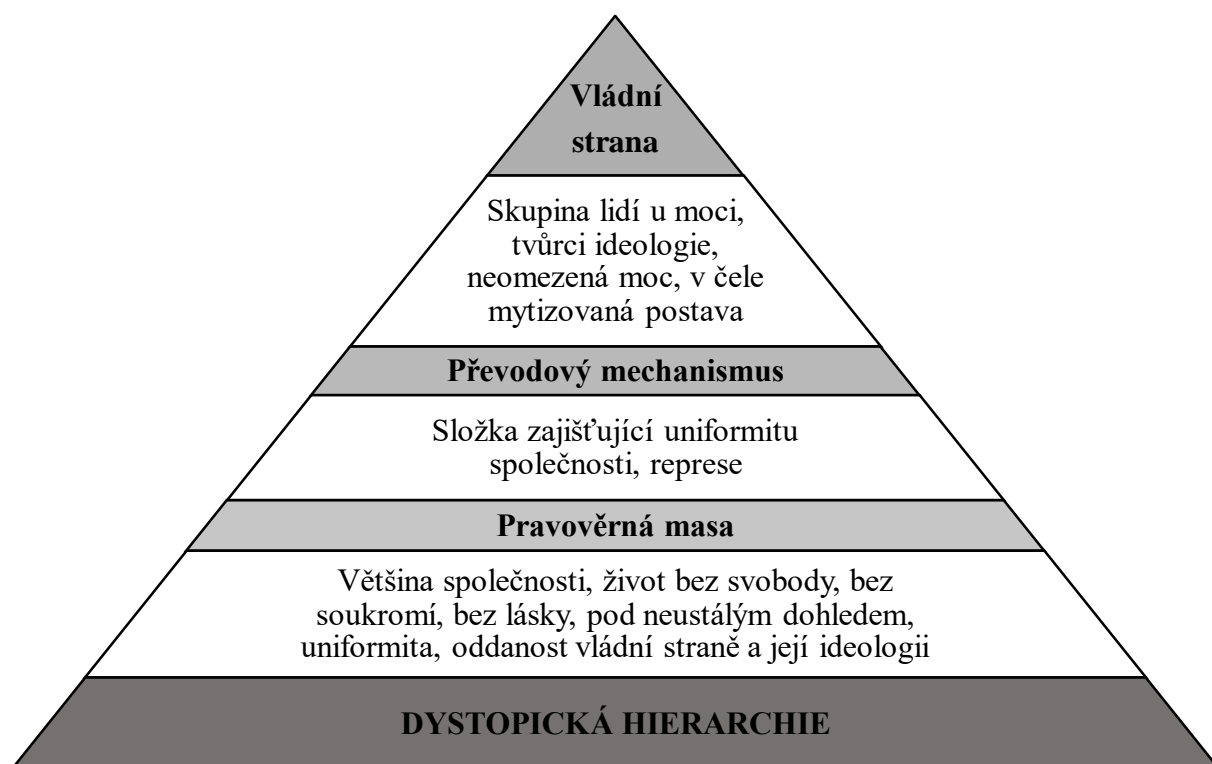 Vládní
strana
Skupina lidí u moci,
tvůrci ideologie,
neomezená moc, v čele
mytizovaná postava
Převodový mechanismus
Složka zajišťující uniformitu
společnosti, represe
Pravověrná masa
Většina společnosti, život bez svobody, bez
soukromí, bez lásky, pod neustálým dohledem,
uniformita, oddanost vládní straně a její ideologii
DYSTOPICKÁ HIERARCHIE